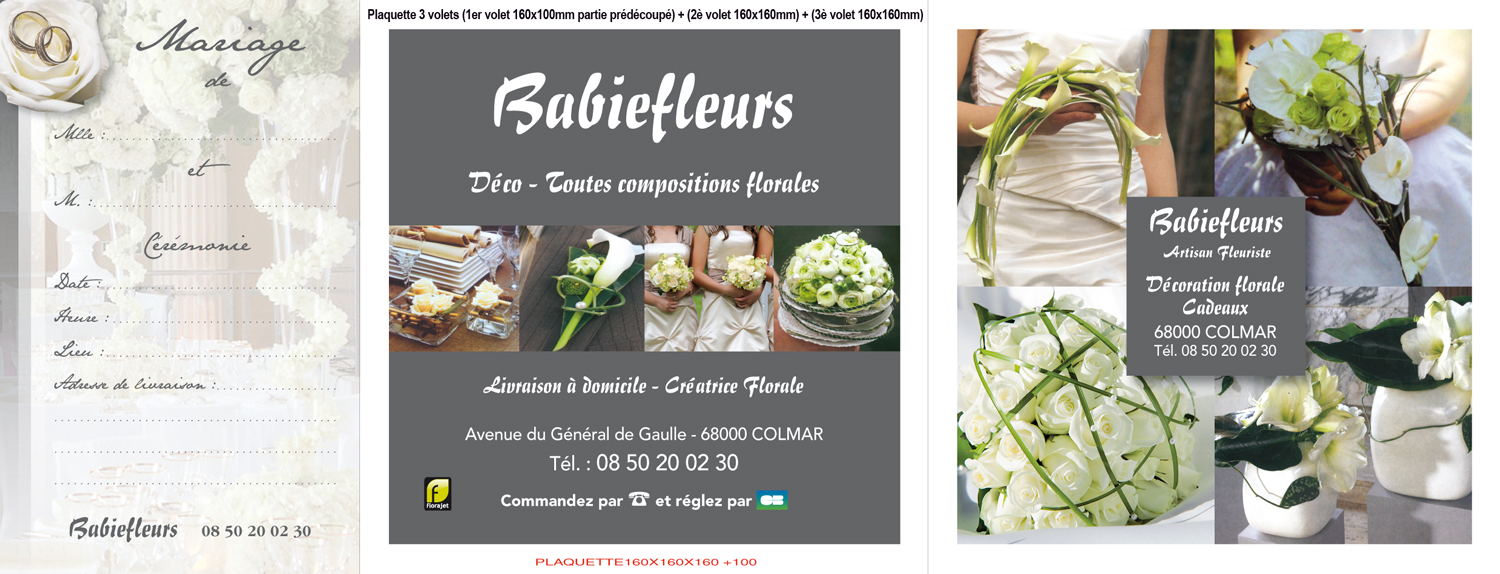 Mariage
de
Mlle :
et
M. :
Cérémonie
Date :
Heure :
Lieu :
Adresse de livraison :
Babiefleurs 08 50 20 02 30
Plaquette 3 volets (1er volet 160x100mm partie prédécoupé) + (2è volet 160x160mm) + (3è volet 160x160mm)
Babiefleurs
Déco - Toutes compositions florales
Livraison à domicile - Créatrice Florale
Avenue du Général de Gaulle - 68000 COLMAR
Tél. : 08 50 20 02 30
florajet
Commandez par ☎ et réglez par CB
PLAQUETTE160X160X160 +100
Babiefleurs
Artisan Fleuriste
Décoration florale
Cadeaux
68000 COLMAR
Tél. 08 50 20 02 30